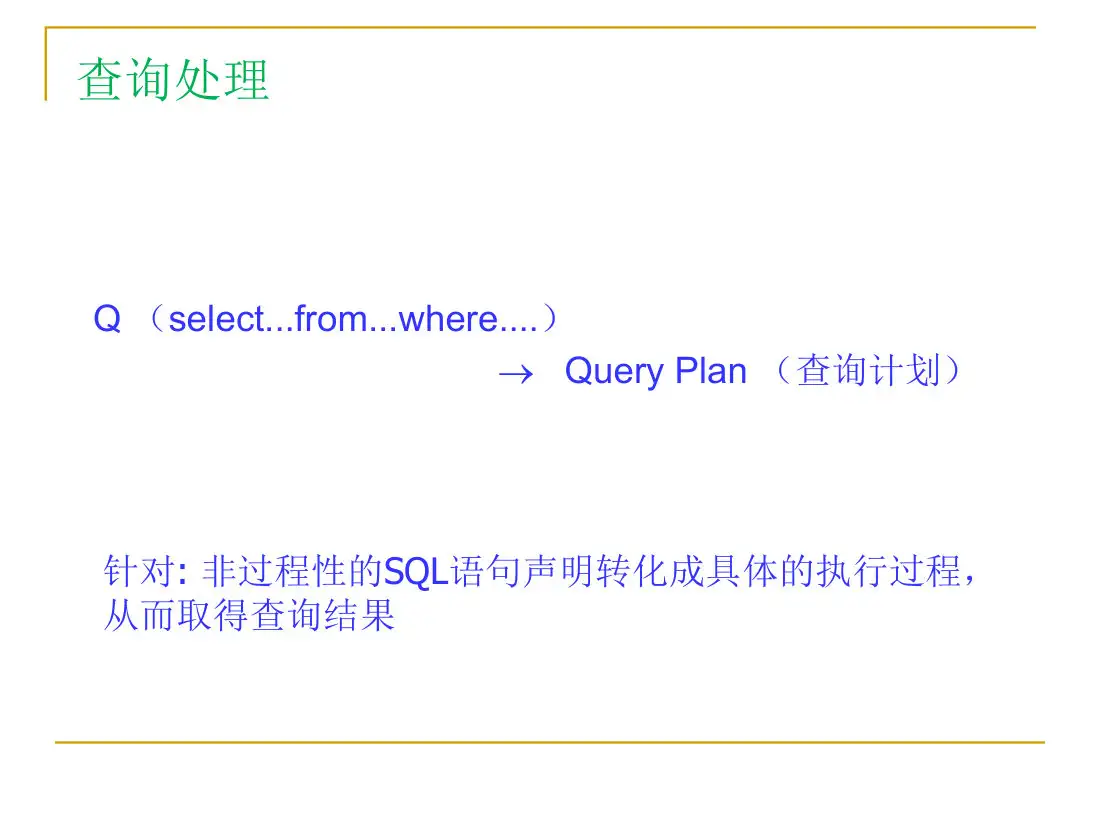 查询处理
Q （select...from...where....）
→ Query Plan （查询计划）
针对: 非过程性的SQL语句声明转化成具体的执行过程，
从而取得查询结果